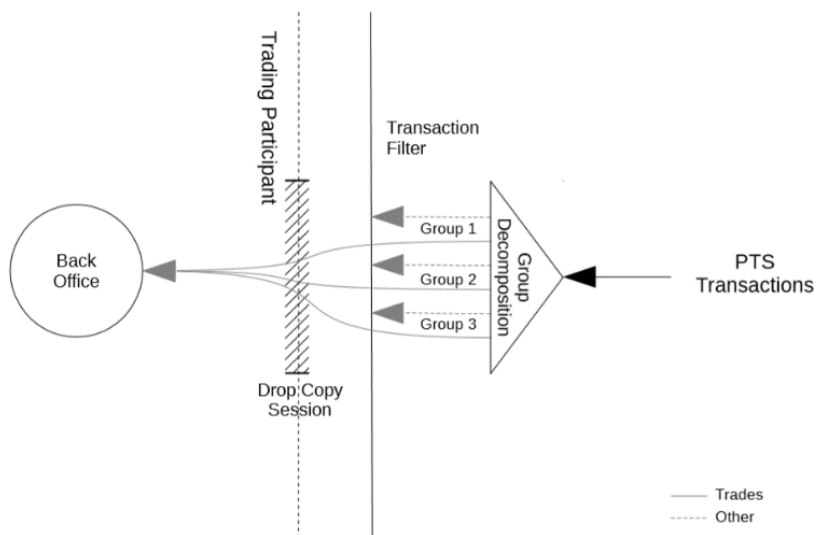 Trading Participant
Transaction
Filter
Group 1
Group 2
Group 3
Group
Decomposition
PTS
Transactions
Back
Office
Drop Copy
Session
Trades
Other